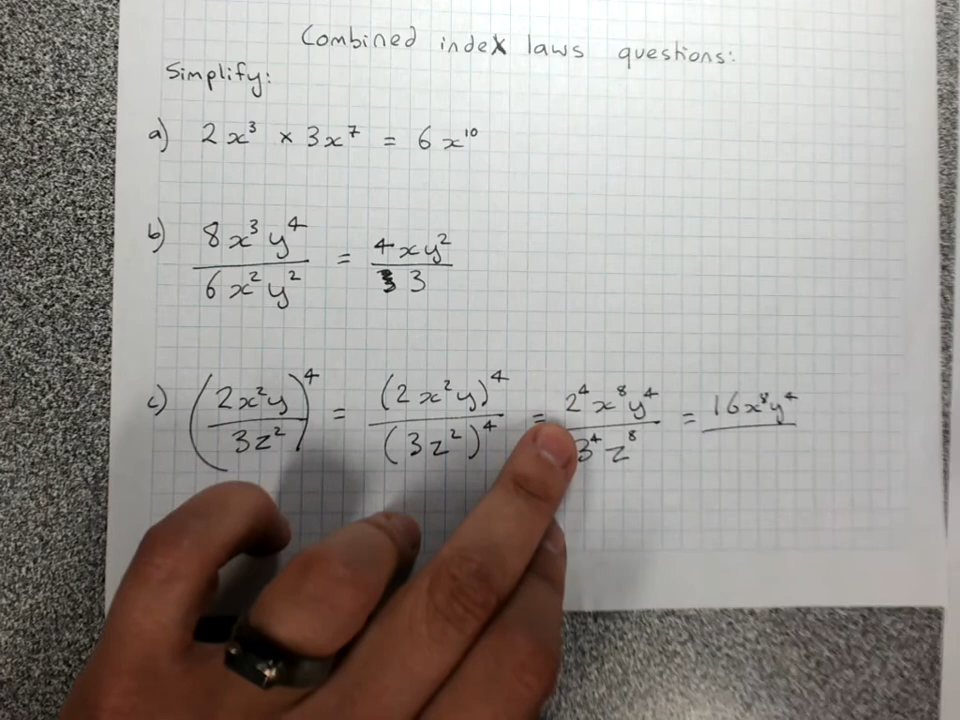 Combined index laws questions:
Simplify:
a) 2x³ × 3x⁷ = 6x¹⁰
b) 8x³y⁴ / 6x²y² = 4xy² / 3
c) (2x²y / 3z²)⁴ = (2x²y)⁴ / (3z²)⁴ = 2⁴x⁸y⁴ / 3⁴z⁸ = 16x⁸y⁴